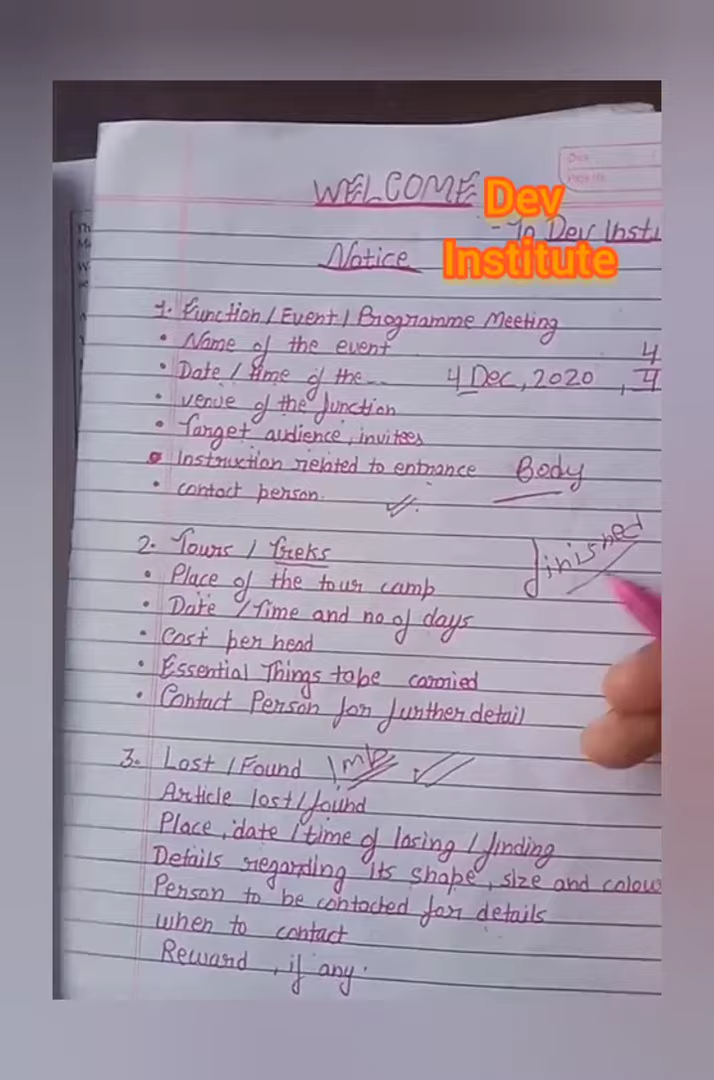 WELCOME
Dev
- To Dev Insti
Institute
Notice
1. Function / Event / Programme Meeting
• Name of the event
4
• Date / time of the... 4 Dec, 2020 , 4
• venue of the function
• Target audience, invitees
• Instruction related to entrance Body
• contact person.
finished
2. Tours / Treks
• Place of the tour camp
• Date / Time and no of days
• Cost per head
• Essential Things to be carried
• Contact Person for further detail
3. Lost / Found Imp
Article lost / found
Place, date / time of losing / finding
Details regarding its shape, size and colou
Person to be contacted for details
when to contact
Reward, if any.